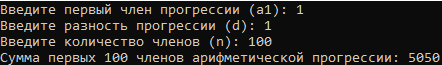 Введите первый член прогрессии (a1): 1
Введите разность прогрессии (d): 1
Введите количество членов (n): 100
Сумма первых 100 членов арифметической прогрессии: 5050